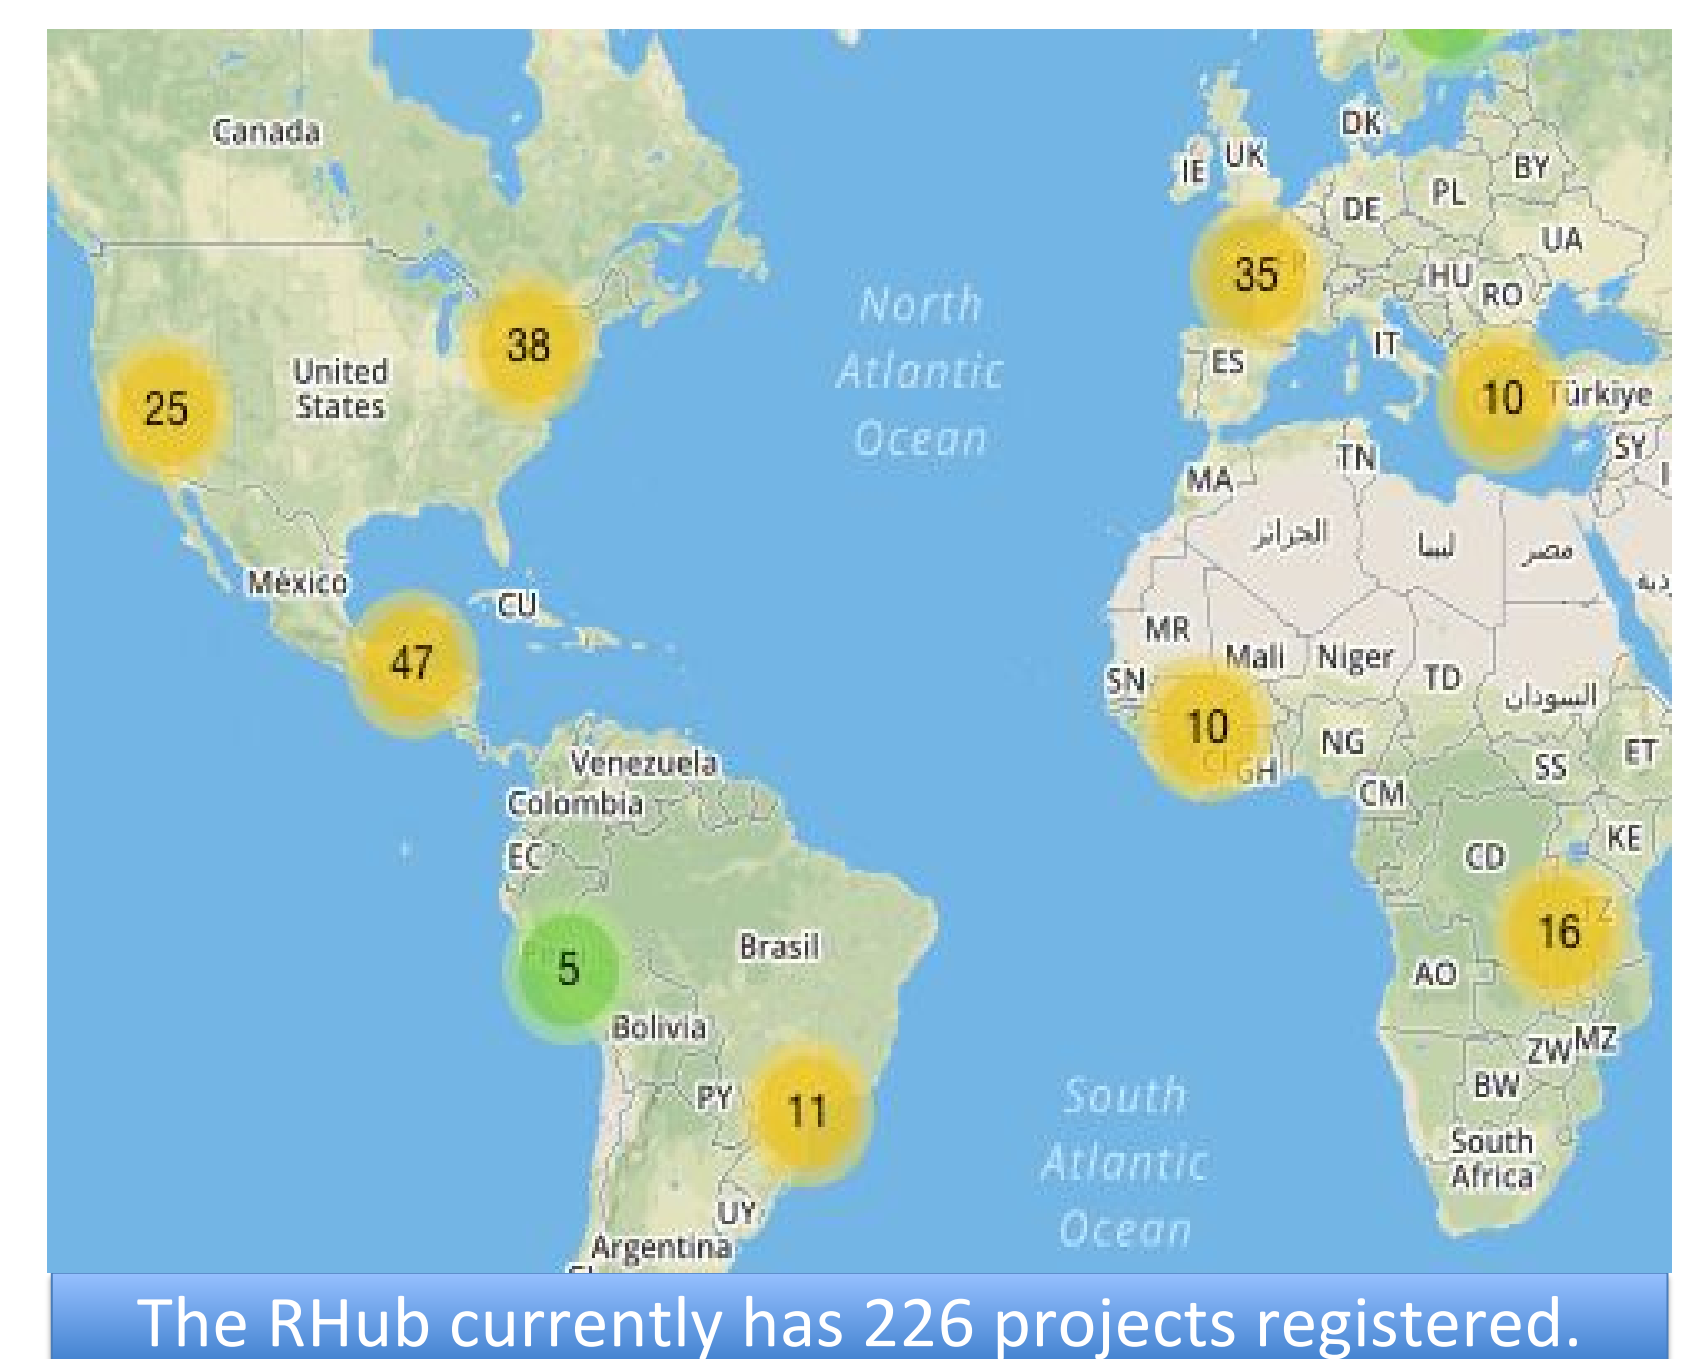 Canada
DK
IE
UK
BY
PL
DE
UA
35
HU
RO
North
Atlantic
Ocean
38
United
States
25
IT
ES
10
Türkiye
SY
TN
MA
الجزائر
ليبيا
مصر
México
CU
47
MR
Mali
Niger
SN
TD
السودان
10
CI
GH
NG
ET
SS
CM
Venezuela
Colombia
EC
KE
CD
TZ
16
5
Brasil
AO
Bolivia
ZW
MZ
BW
PY
11
South
Atlantic
Ocean
South
Africa
UY
Argentina
The RHub currently has 226 projects registered.